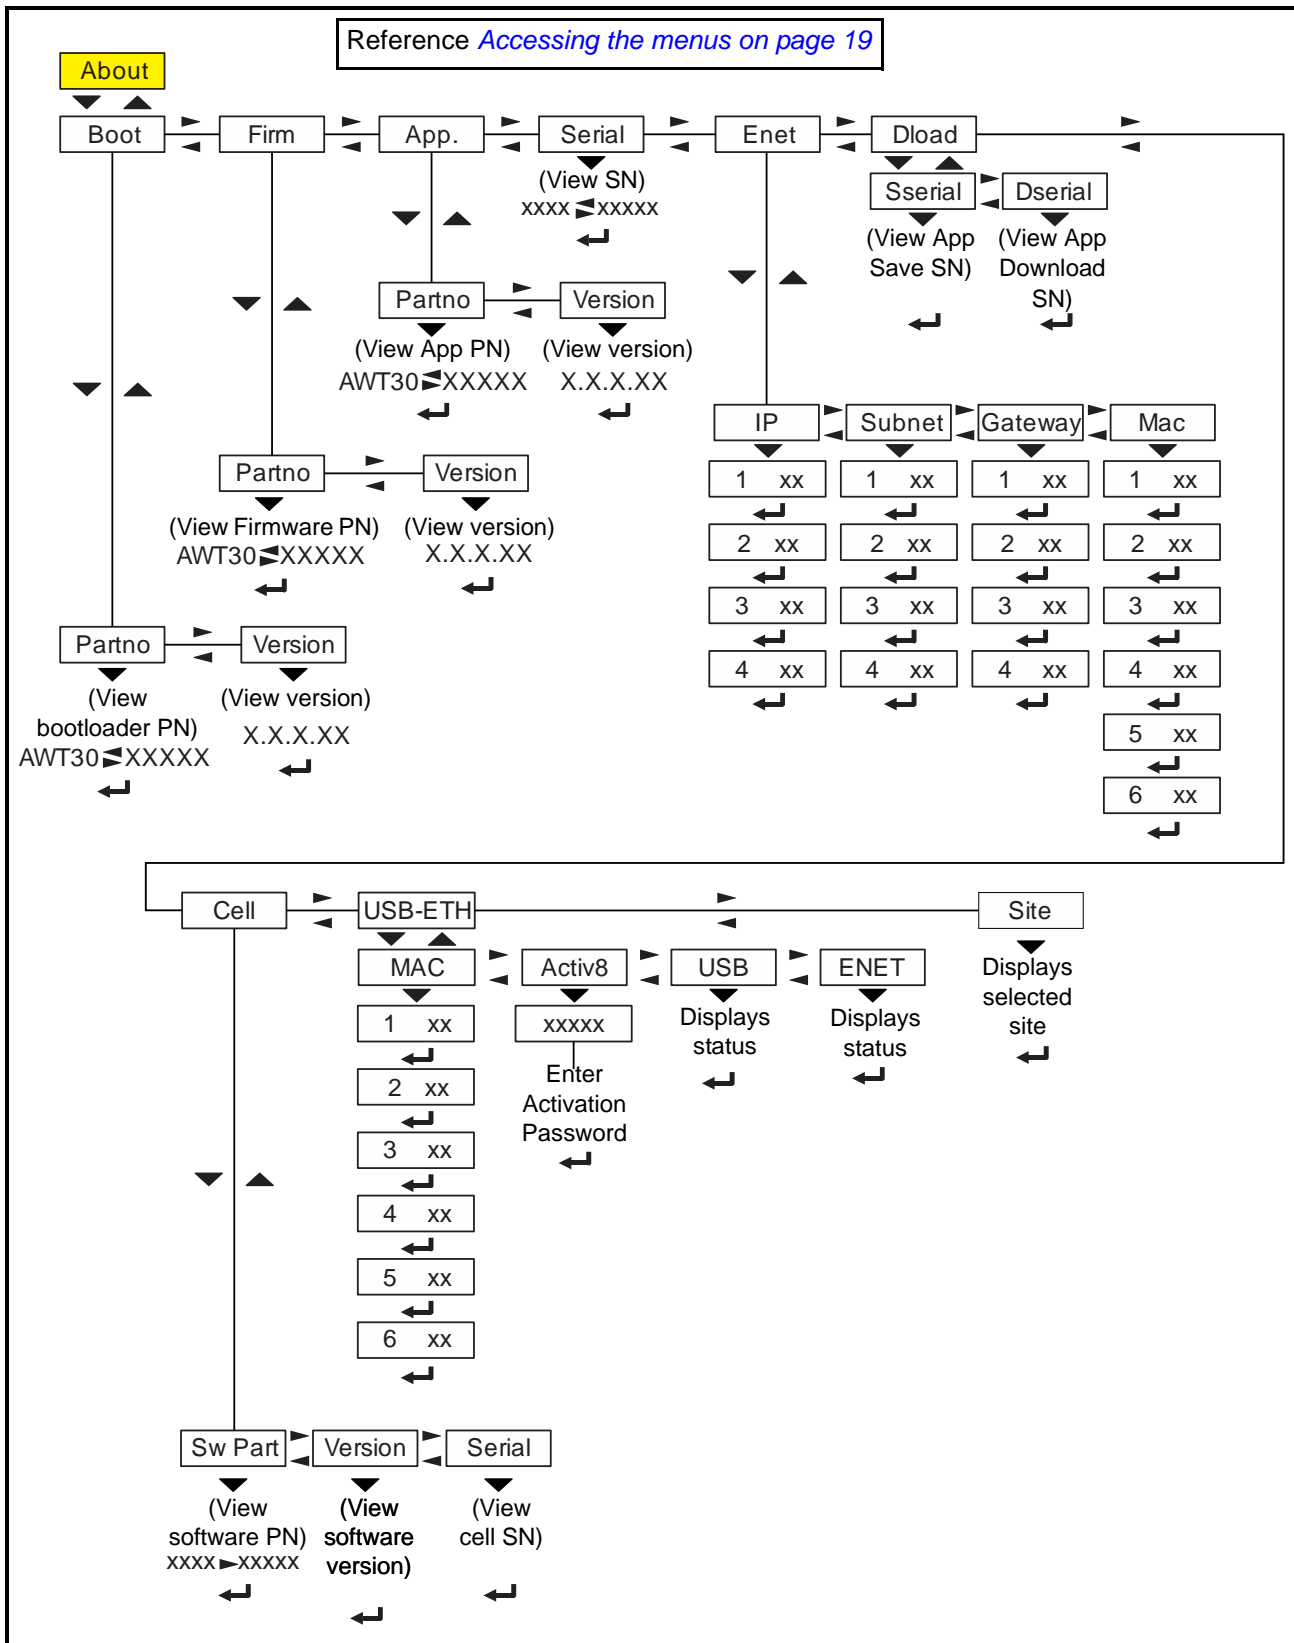 Reference Accessing the menus on page 19
About
Boot Firm App. Serial Enet Dload
(View SN)
xxxx xxxxx
Sserial Dserial
(View App
Save SN)
(View App
Download
SN)
Partno Version
(View App PN) (View version)
AWT30 XXXXX X.X.X.XX
IP Subnet Gateway Mac
1 xx 1 xx 1 xx 1 xx
2 xx 2 xx 2 xx 2 xx
3 xx 3 xx 3 xx 3 xx
4 xx 4 xx 4 xx 4 xx
5 xx
6 xx
Partno Version
(View Firmware PN) (View version)
AWT30 XXXXX X.X.X.XX
Partno Version
(View
bootloader PN)
AWT30 XXXXX
(View version)
X.X.X.XX
Cell USB-ETH Site
MAC Activ8 USB ENET
1 xx
2 xx
3 xx
4 xx
5 xx
6 xx
xxxxx
Enter
Activation
Password
Displays
status
Displays
status
Displays
selected
site
Sw Part Version Serial
(View
software PN)
xxxx xxxxx
(View
software
version)
(View
cell SN)